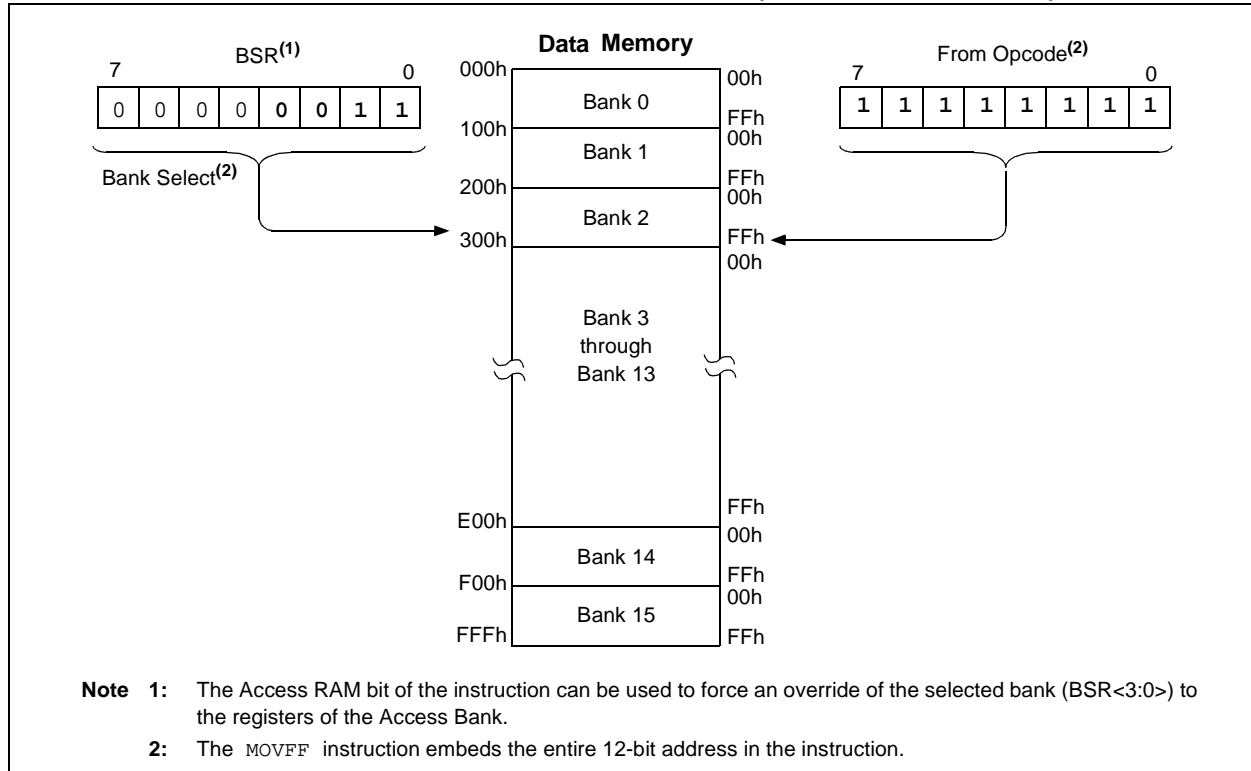 Data Memory
BSR(1)
7 0
0 0 0 0 0 0 1 1
Bank Select(2)
From Opcode(2)
7 0
1 1 1 1 1 1 1 1
000h
00h
Bank 0
FFh
100h
00h
Bank 1
FFh
200h
00h
Bank 2
FFh
300h
00h
Bank 3
through
Bank 13
FFh
E00h
00h
Bank 14
FFh
F00h
00h
Bank 15
FFFh
FFh
Note 1: The Access RAM bit of the instruction can be used to force an override of the selected bank (BSR<3:0>) to
the registers of the Access Bank.
2: The MOVFF instruction embeds the entire 12-bit address in the instruction.